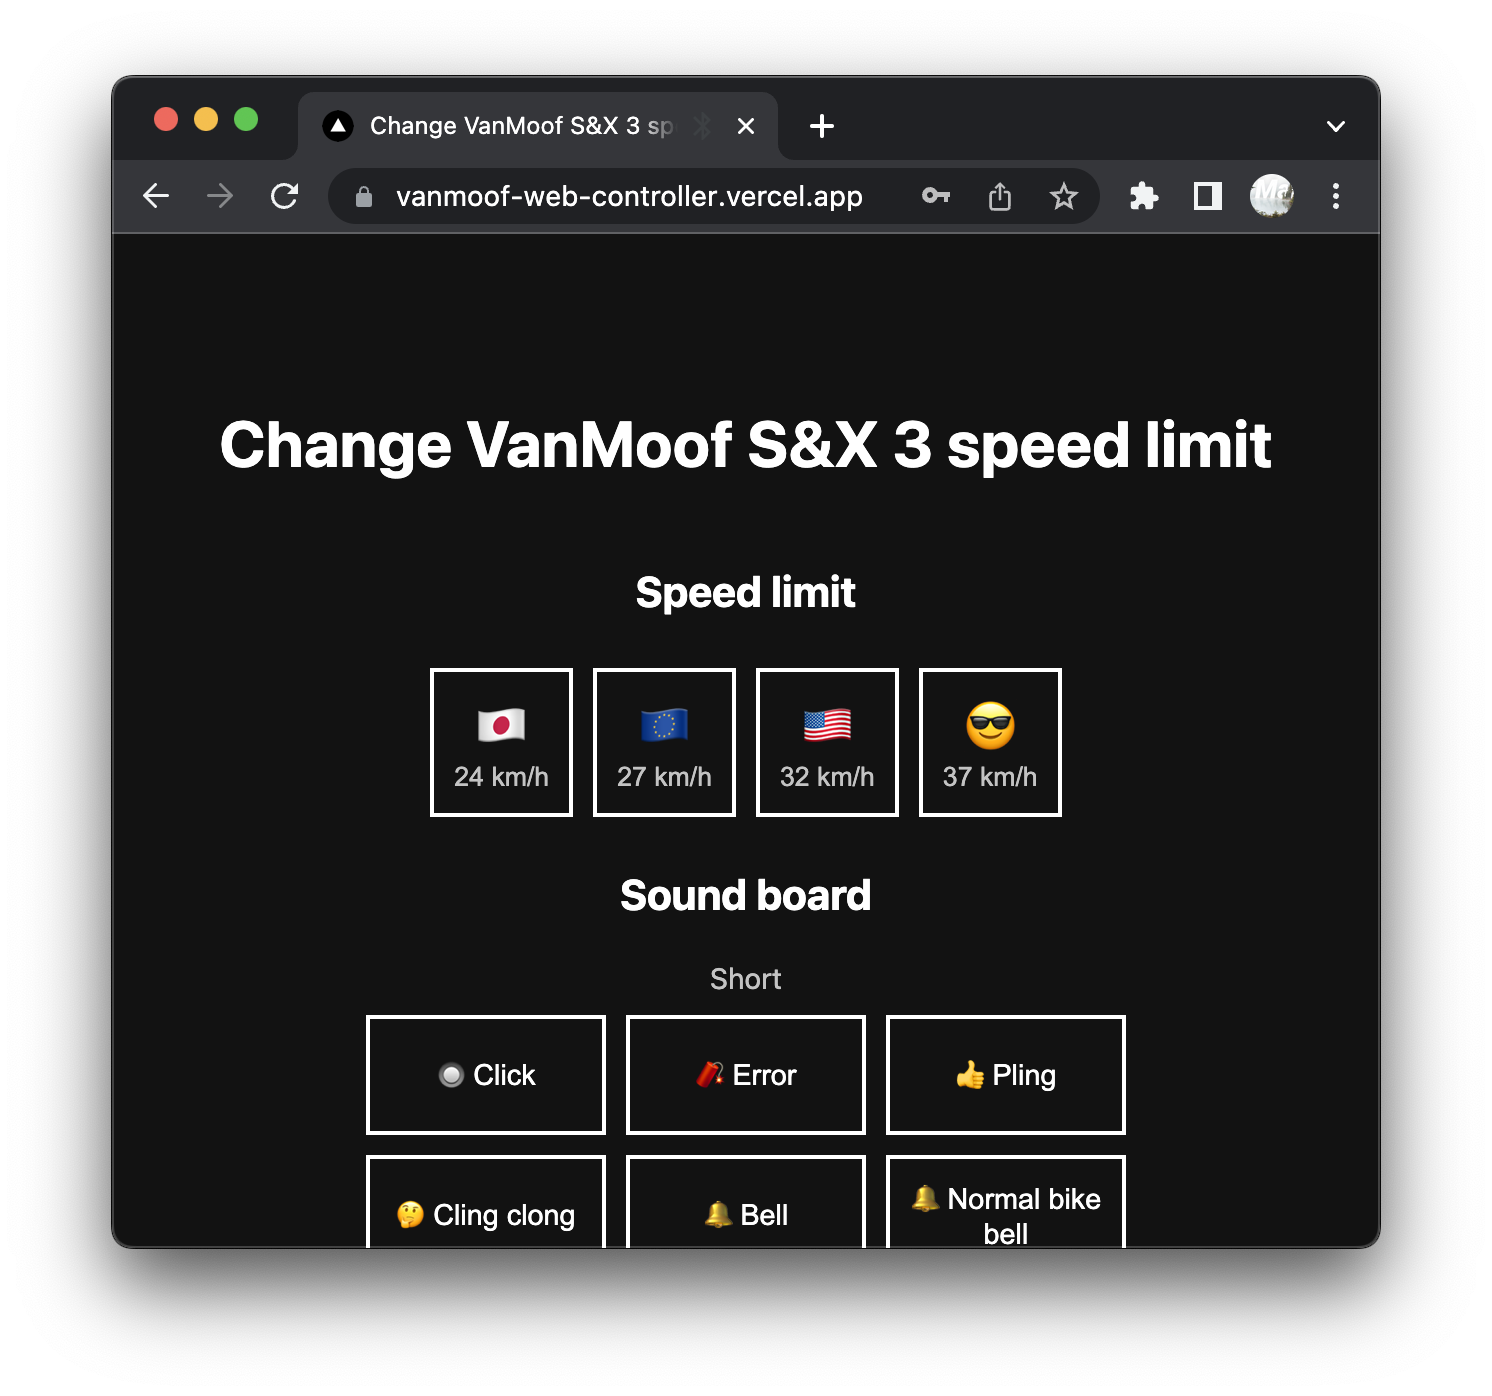 Change VanMoof S&X 3 sp
vanmoof-web-controller.vercel.app
Change VanMoof S&X 3 speed limit
Speed limit
24 km/h
27 km/h
32 km/h
37 km/h
Sound board
Short
Click
Error
Pling
Cling clong
Bell
Normal bike
bell